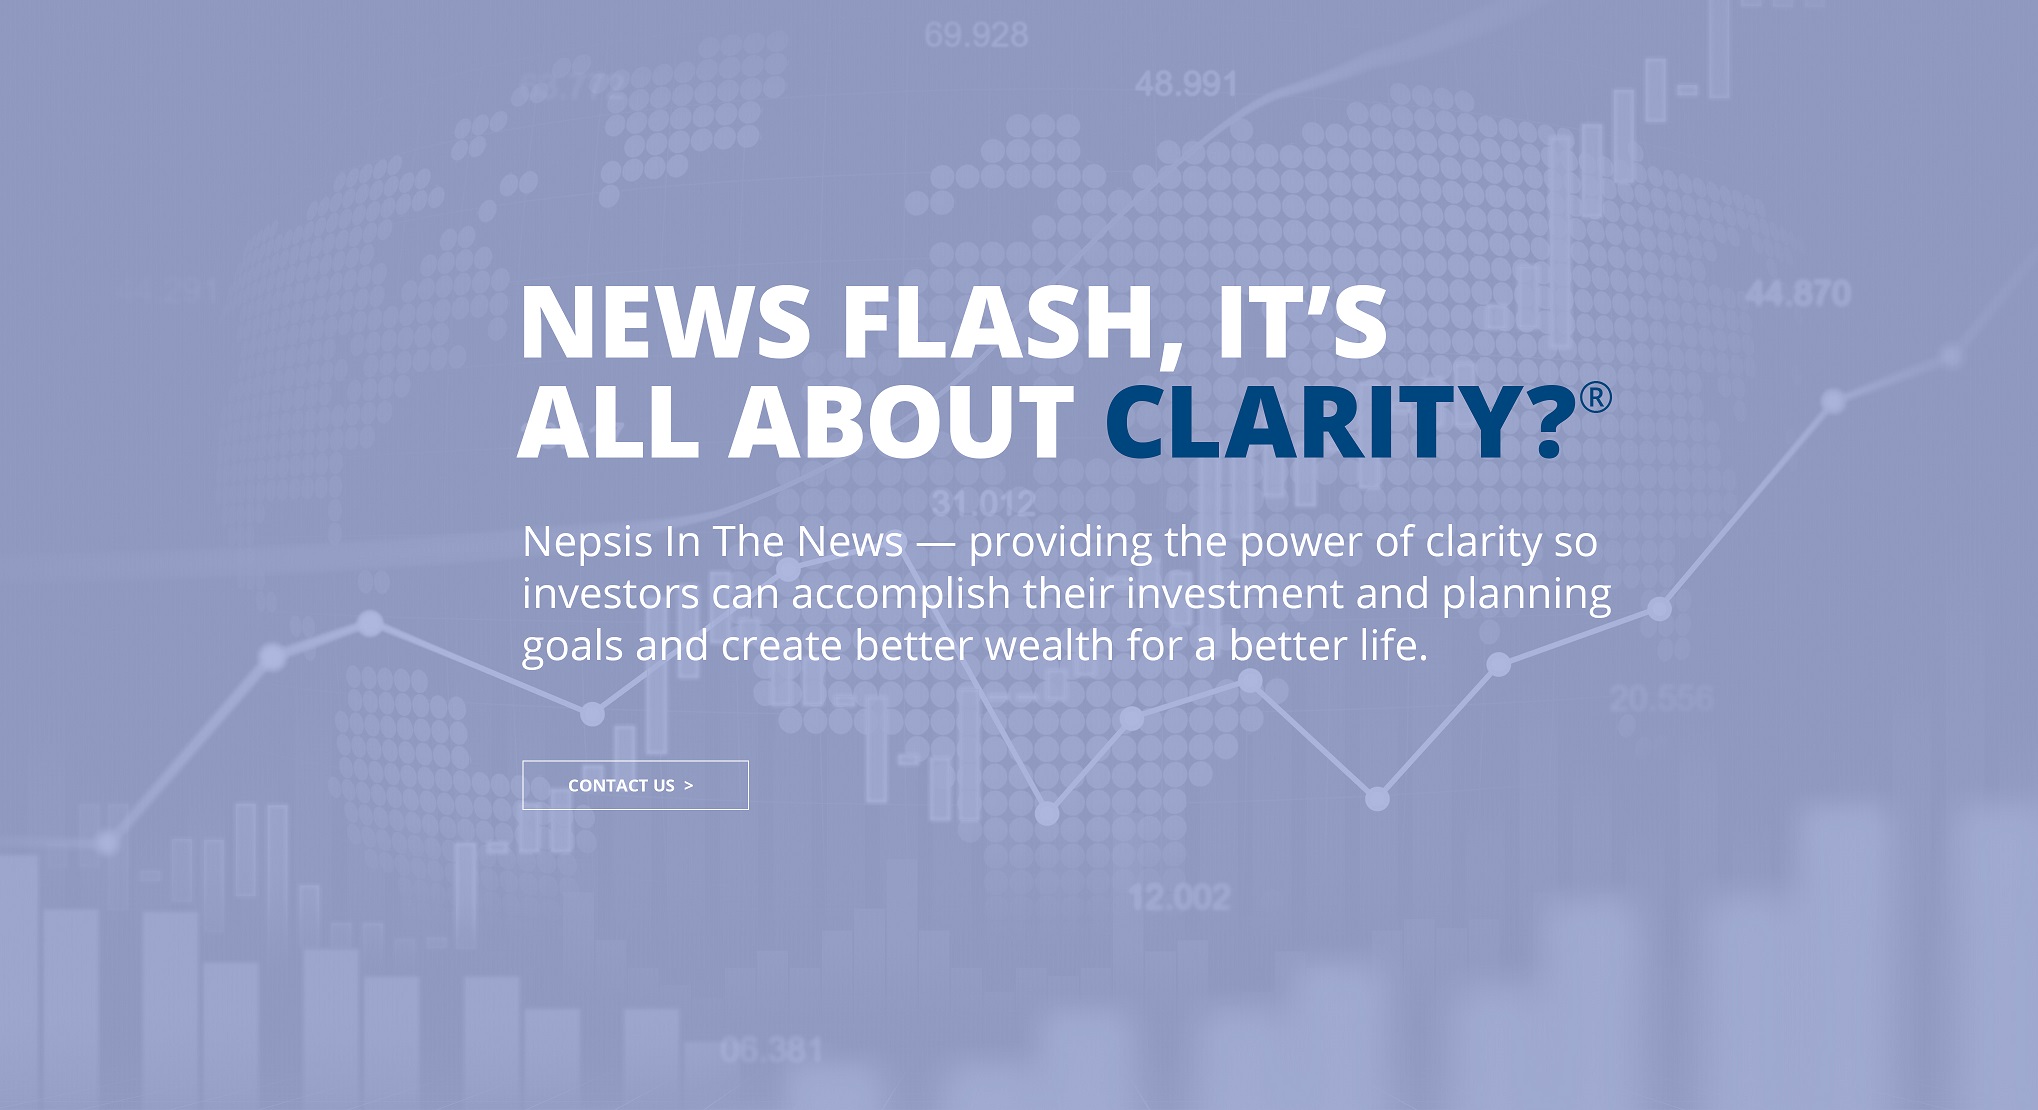 69.928
48.991
44.291
44.870
NEWS FLASH, IT’S
ALL ABOUT CLARITY?®
31.012
Nepsis In The News — providing the power of clarity so
investors can accomplish their investment and planning
goals and create better wealth for a better life.
20.556
CONTACT US >
12.002
06.381